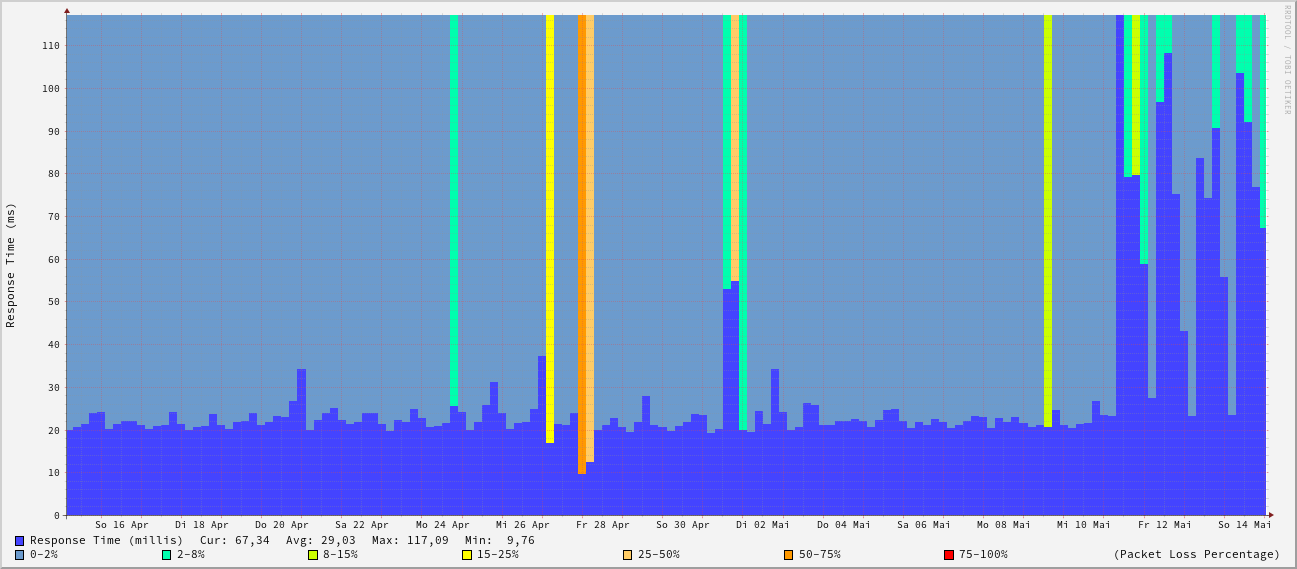 RRDTOOL / TOBI OETIKER
Response Time (ms)
110
100
90
80
70
60
50
40
30
20
10
0
So 16 Apr Di 18 Apr Do 20 Apr Sa 22 Apr Mo 24 Apr Mi 26 Apr Fr 28 Apr So 30 Apr Di 02 Mai Do 04 Mai Sa 06 Mai Mo 08 Mai Mi 10 Mai Fr 12 Mai So 14 Mai
Response Time (millis) Cur: 67,34 Avg: 29,03 Max: 117,09 Min: 9,76
0-2% 2-8% 8-15% 15-25% 25-50% 50-75% 75-100% (Packet Loss Percentage)